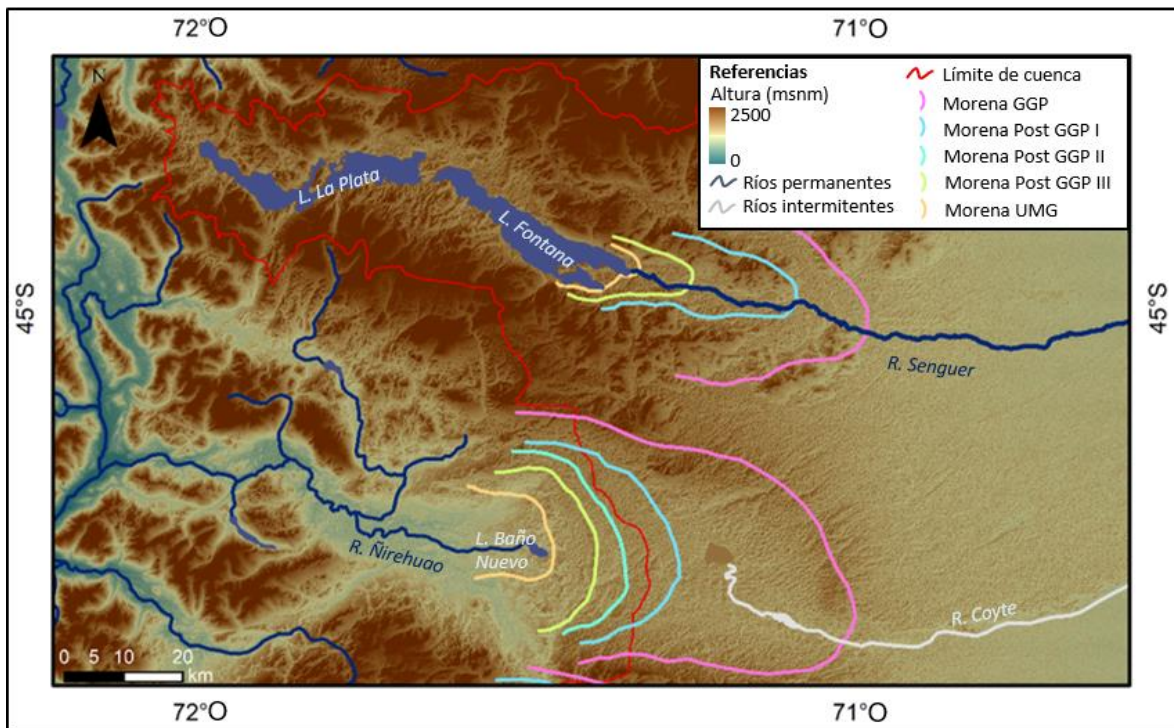 72°O
71°O
N
Referencias
Altura (msnm)
2500
0
Ríos permanentes
Ríos intermitentes
Límite de cuenca
Morena GGP
Morena Post GGP I
Morena Post GGP II
Morena Post GGP III
Morena UMG
L. La Plata
L. Fontana
45°S
45°S
R. Senguer
L. Baño
Nuevo
R. Ñirehuao
R. Coyte
0 5 10 20
km
72°O
71°O